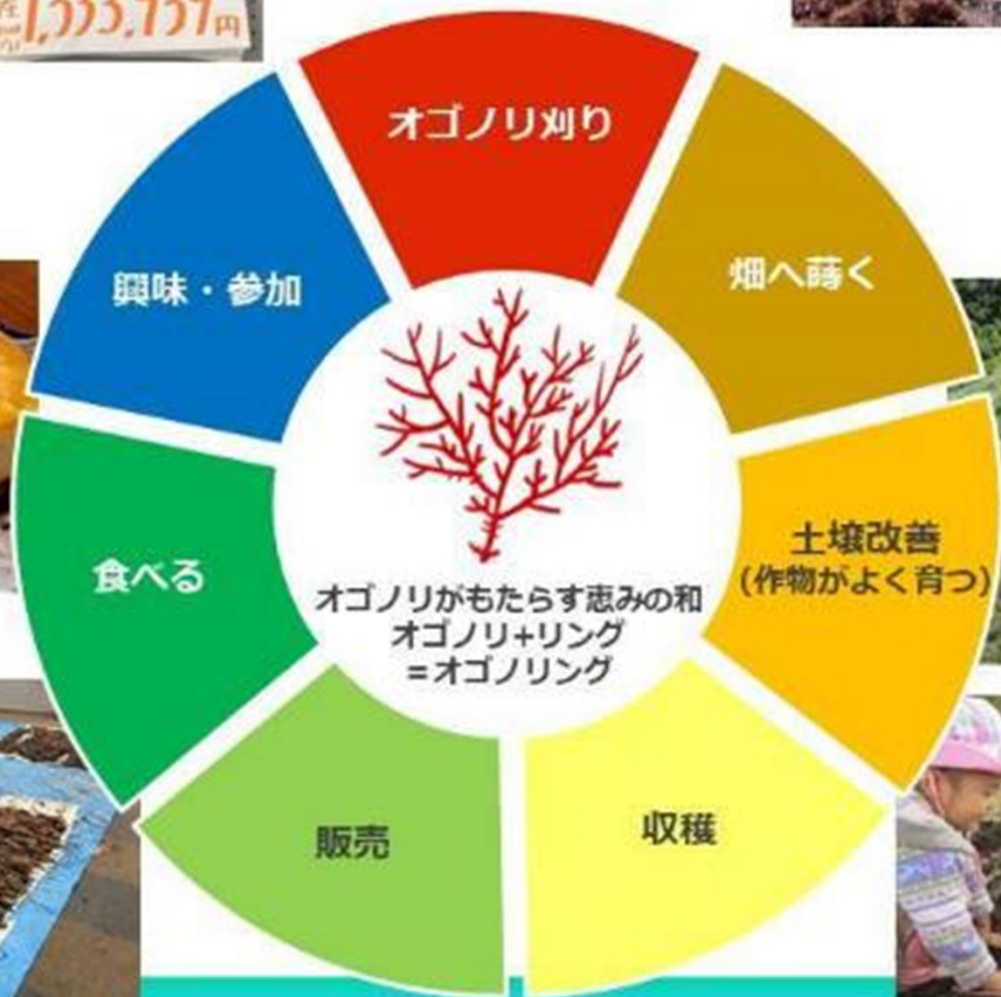 オゴノリ刈り
畑へ蒔く
土壌改善
(作物がよく育つ)
収穫
販売
食べる
興味・参加
オゴノリがもたらす恵みの和
オゴノリ+リング
=オゴノリング
円